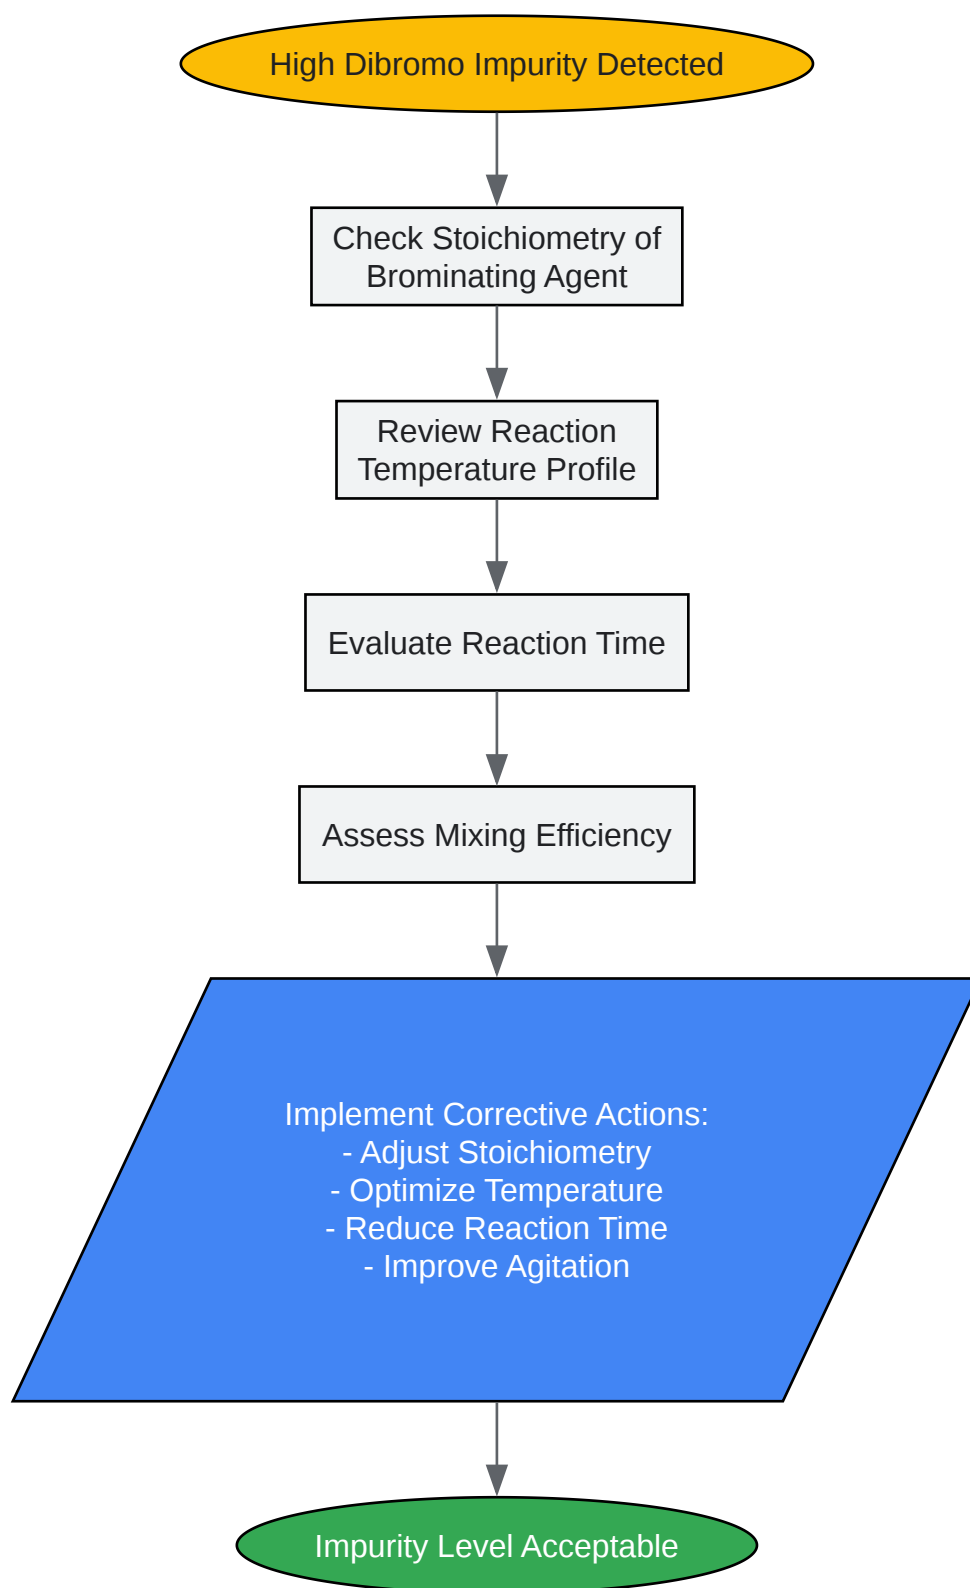 High Dibromo Impurity Detected
Check Stoichiometry of
Brominating Agent
Review Reaction
Temperature Profile
Evaluate Reaction Time
Assess Mixing Efficiency
Implement Corrective Actions:
- Adjust Stoichiometry
- Optimize Temperature
- Reduce Reaction Time
- Improve Agitation
Impurity Level Acceptable